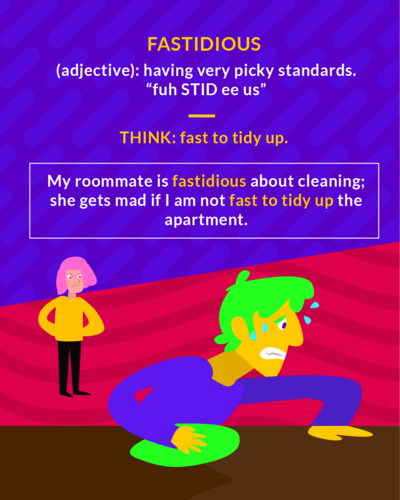 FASTIDIOUS
(adjective): having very picky standards.
“fuh STID ee us”
THINK: fast to tidy up.
My roommate is fastidious about cleaning;
she gets mad if I am not fast to tidy up the
apartment.